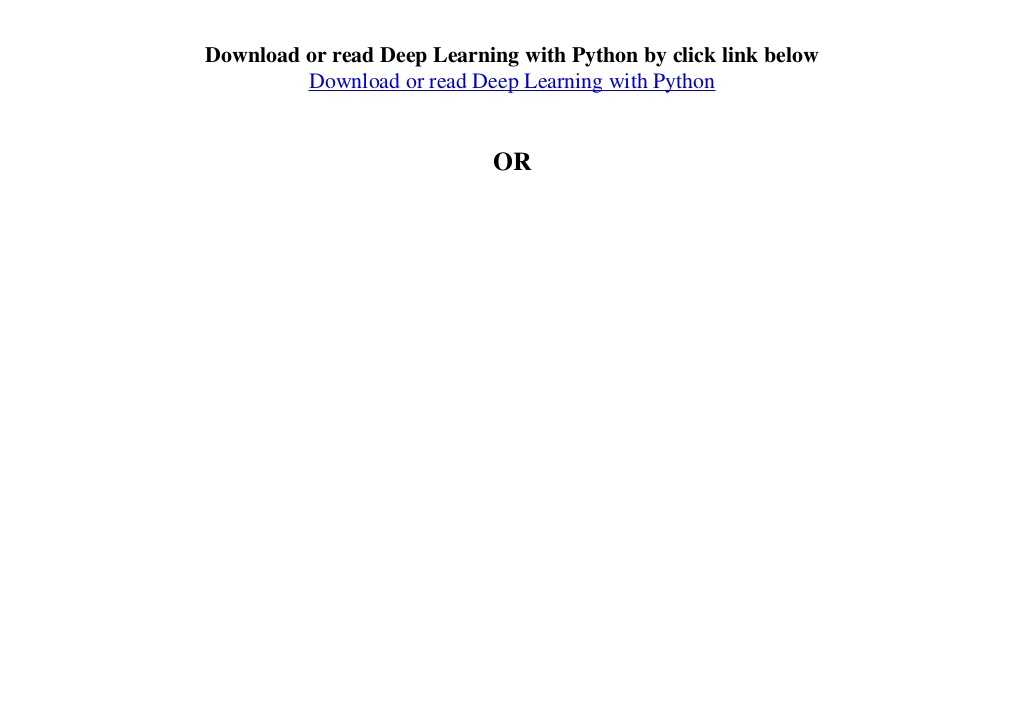 Download or read Deep Learning with Python by click link below
Download or read Deep Learning with Python
OR